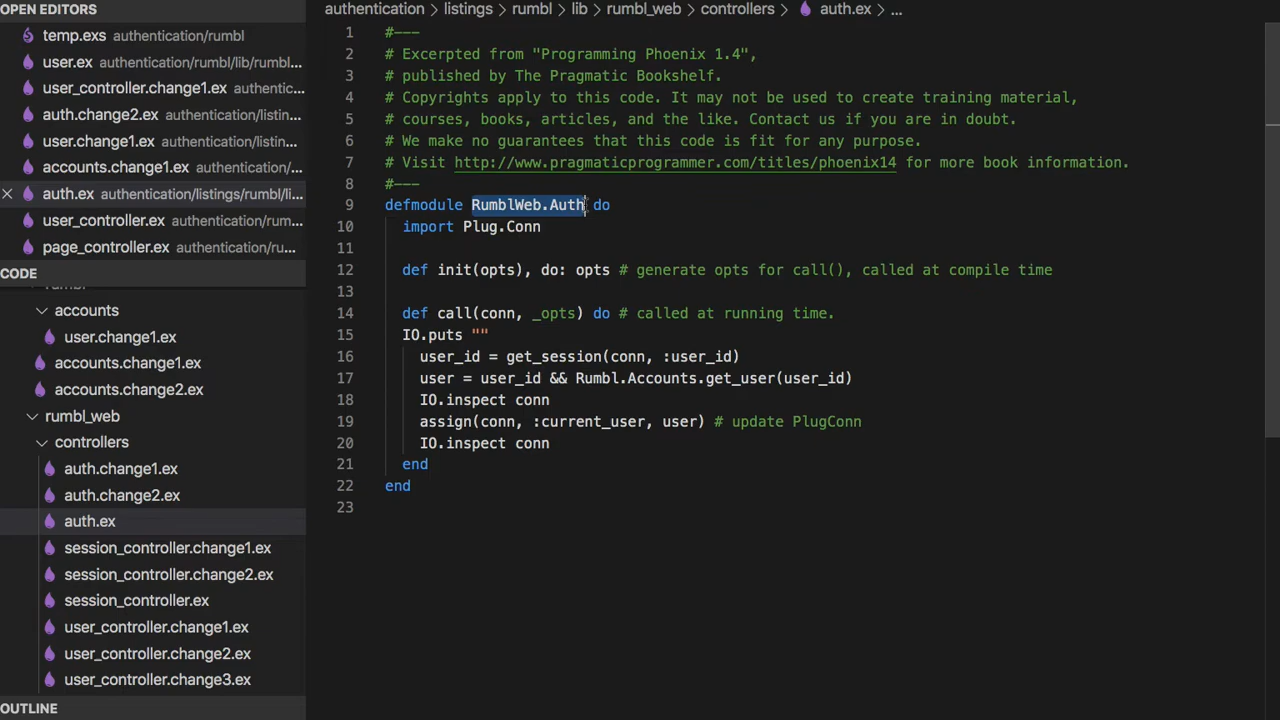 OPEN EDITORS
temp.exs authentication/rumbl
user.ex authentication/rumbl/lib/rumbl...
user_controller.change1.ex authentic...
auth.change2.ex authentication/listin...
user.change1.ex authentication/listin...
accounts.change1.ex authentication/...
auth.ex authentication/listings/rumbl/li...
user_controller.ex authentication/rum...
page_controller.ex authentication/ru...
CODE
rumbl
accounts
user.change1.ex
accounts.change1.ex
accounts.change2.ex
rumbl_web
controllers
auth.change1.ex
auth.change2.ex
auth.ex
session_controller.change1.ex
session_controller.change2.ex
session_controller.ex
user_controller.change1.ex
user_controller.change2.ex
user_controller.change3.ex
OUTLINE
authentication > listings > rumbl > lib > rumbl_web > controllers > auth.ex > ...
1 #---
2 # Excerpted from "Programming Phoenix 1.4",
3 # published by The Pragmatic Bookshelf.
4 # Copyrights apply to this code. It may not be used to create training material,
5 # courses, books, articles, and the like. Contact us if you are in doubt.
6 # We make no guarantees that this code is fit for any purpose.
7 # Visit http://www.pragmaticprogrammer.com/titles/phoenix14 for more book information.
8 #---
9 defmodule RumblWeb.Auth do
10 import Plug.Conn
11
12 def init(opts), do: opts # generate opts for call(), called at compile time
13
14 def call(conn, _opts) do # called at running time.
15 IO.puts ""
16 user_id = get_session(conn, :user_id)
17 user = user_id && Rumbl.Accounts.get_user(user_id)
18 IO.inspect conn
19 assign(conn, :current_user, user) # update PlugConn
20 IO.inspect conn
21 end
22 end
23